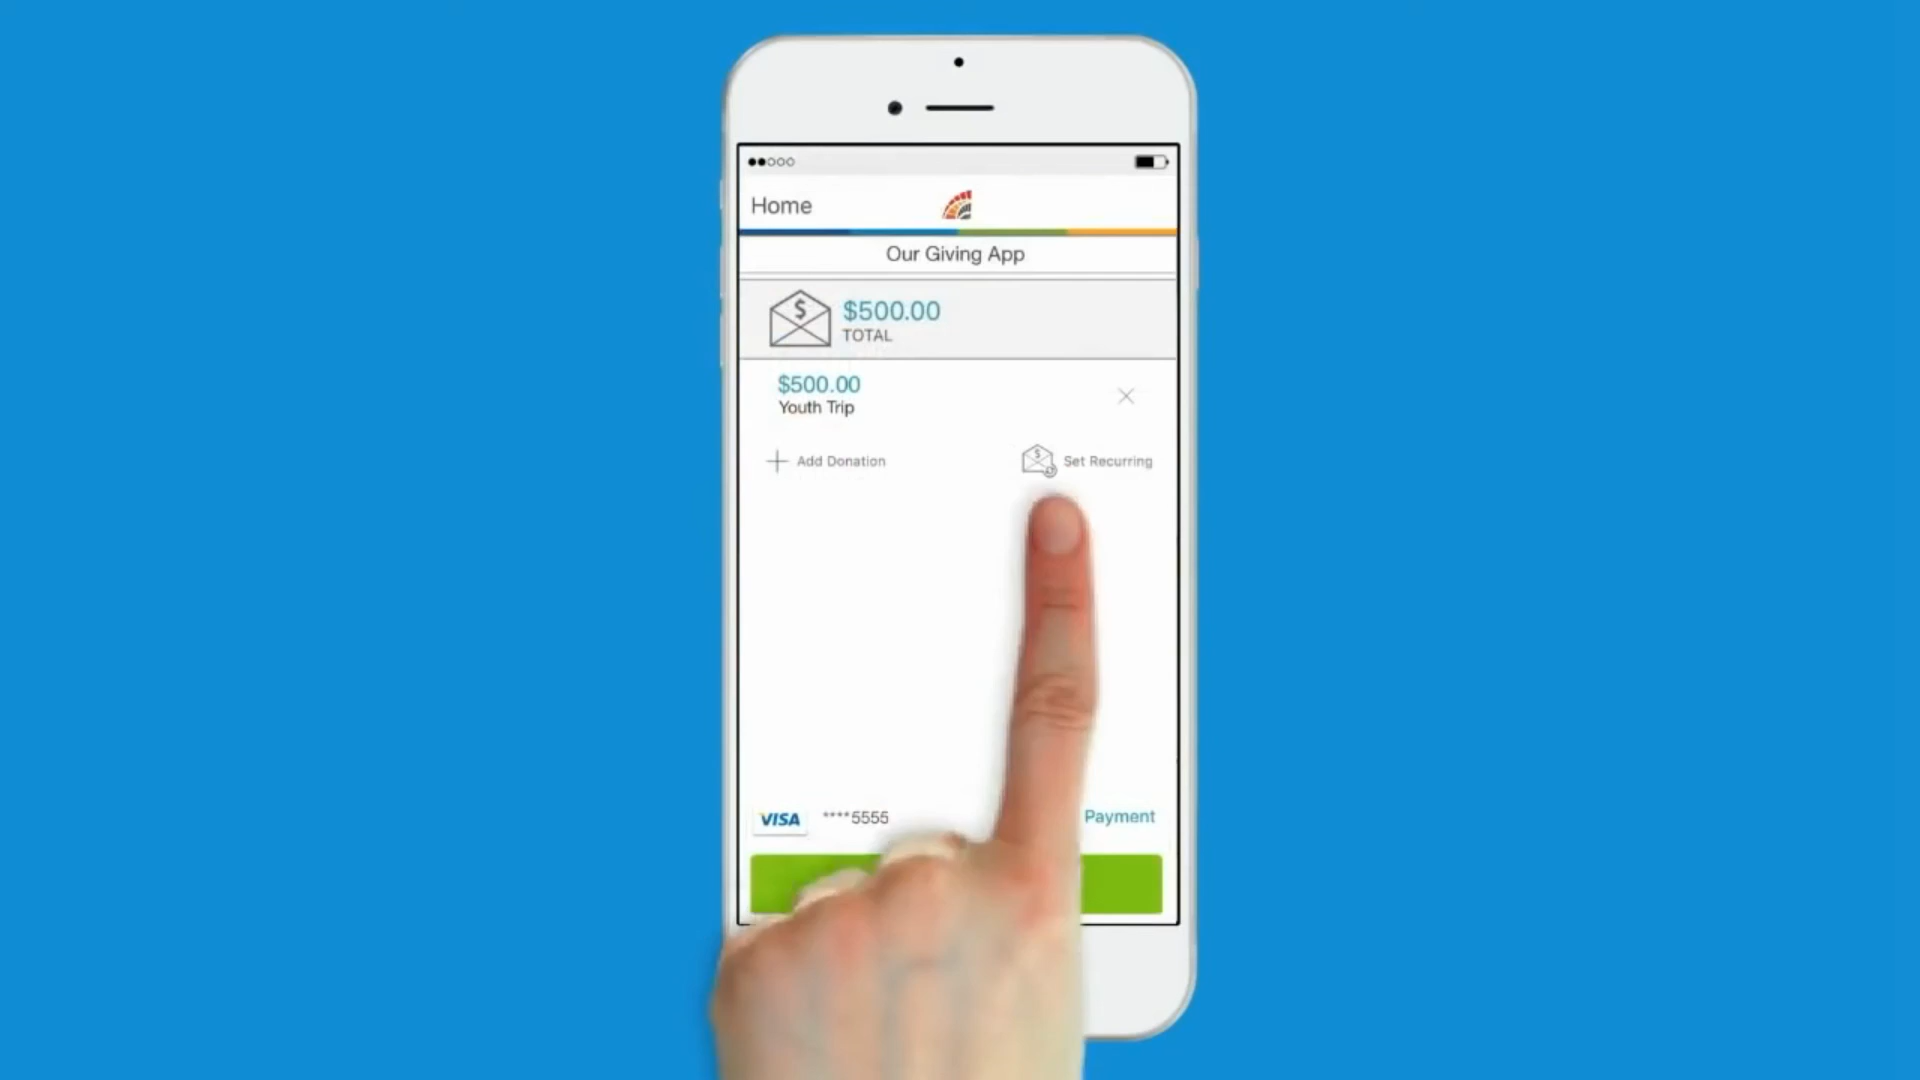 Home
Our Giving App
$500.00
TOTAL
$500.00
Youth Trip
Add Donation
Set Recurring
VISA ****5555 Payment